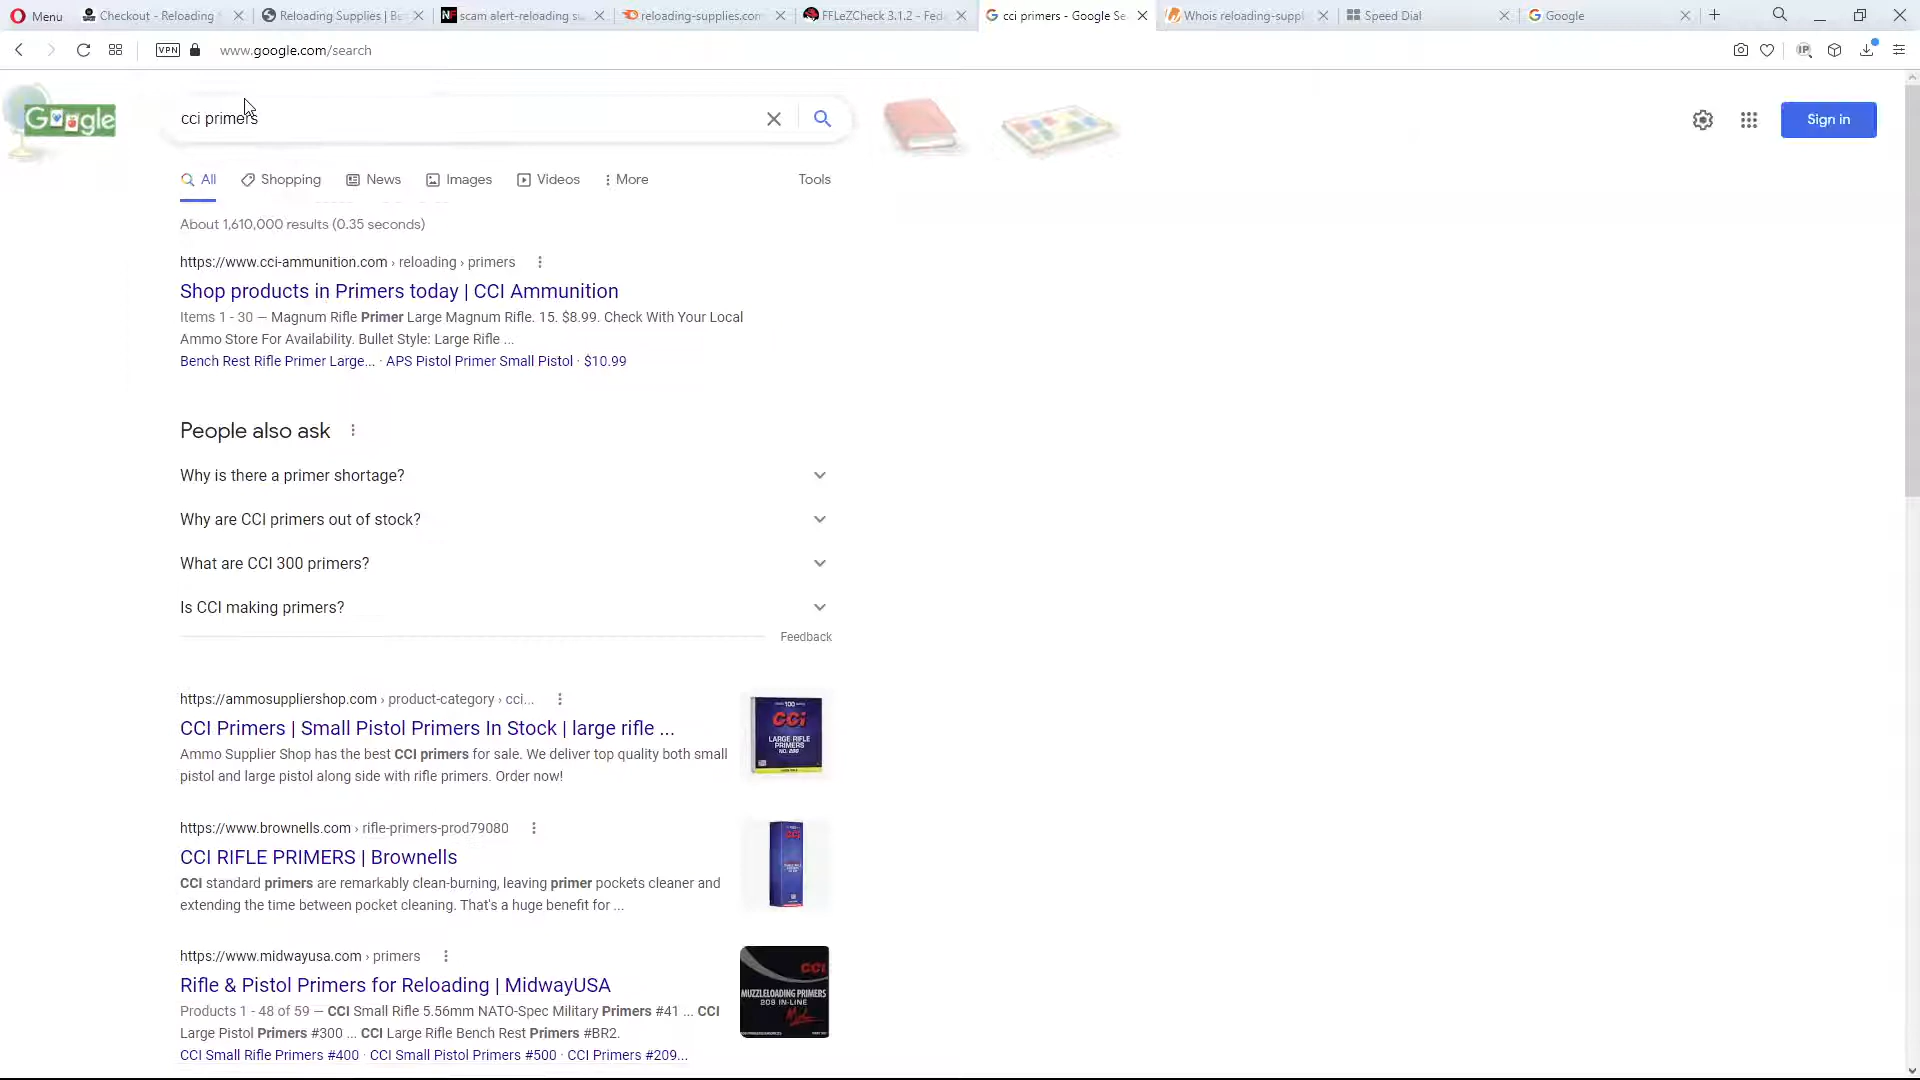 Menu
Checkout - Reloading
Reloading Supplies | Be
scam alert-reloading su
reloading-supplies.com
FFLeZCheck 3.1.2 - Fed
cci primers - Google Se
Whois reloading-suppl
Speed Dial
Google
VPN
www.google.com/search
Google
cci primers
Sign in
All
Shopping
News
Images
Videos
More
Tools
About 1,610,000 results (0.35 seconds)
https://www.cci-ammunition.com › reloading › primers
Shop products in Primers today | CCI Ammunition
Items 1 - 30 — Magnum Rifle Primer Large Magnum Rifle. 15. $8.99. Check With Your Local
Ammo Store For Availability. Bullet Style: Large Rifle ...
Bench Rest Rifle Primer Large... · APS Pistol Primer Small Pistol · $10.99
People also ask
Why is there a primer shortage?
Why are CCI primers out of stock?
What are CCI 300 primers?
Is CCI making primers?
Feedback
https://ammosuppliershop.com › product-category › cci...
CCI Primers | Small Pistol Primers In Stock | large rifle ...
Ammo Supplier Shop has the best CCI primers for sale. We deliver top quality both small
pistol and large pistol along side with rifle primers. Order now!
100
CCI
LARGE RIFLE
PRIMERS
https://www.brownells.com › rifle-primers-prod79080
CCI RIFLE PRIMERS | Brownells
CCI standard primers are remarkably clean-burning, leaving primer pockets cleaner and
extending the time between pocket cleaning. That's a huge benefit for ...
CCI
https://www.midwayusa.com › primers
Rifle & Pistol Primers for Reloading | MidwayUSA
Products 1 - 48 of 59 — CCI Small Rifle 5.56mm NATO-Spec Military Primers #41 ... CCI
Large Pistol Primers #300 ... CCI Large Rifle Bench Rest Primers #BR2.
CCI Small Rifle Primers #400 · CCI Small Pistol Primers #500 · CCI Primers #209...
CCI
MUZZLELOADING PRIMERS
209 IN-LINE